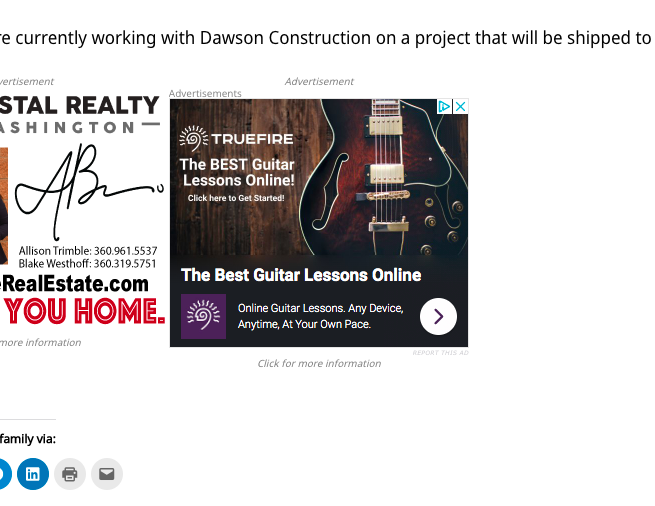 re currently working with Dawson Construction on a project that will be shipped to
vertisement
Advertisement
Advertisements
STAL REALTY
ASHINGTON
TRUEFIRE
The BEST Guitar
Lessons Online!
Click here to Get Started!
Allison Trimble: 360.961.5537
Blake Westhoff: 360.319.5751
eRealEstate.com
YOU HOME.
The Best Guitar Lessons Online
Online Guitar Lessons. Any Device,
Anytime, At Your Own Pace.
more information
REPORT THIS AD
Click for more information
family via:
in